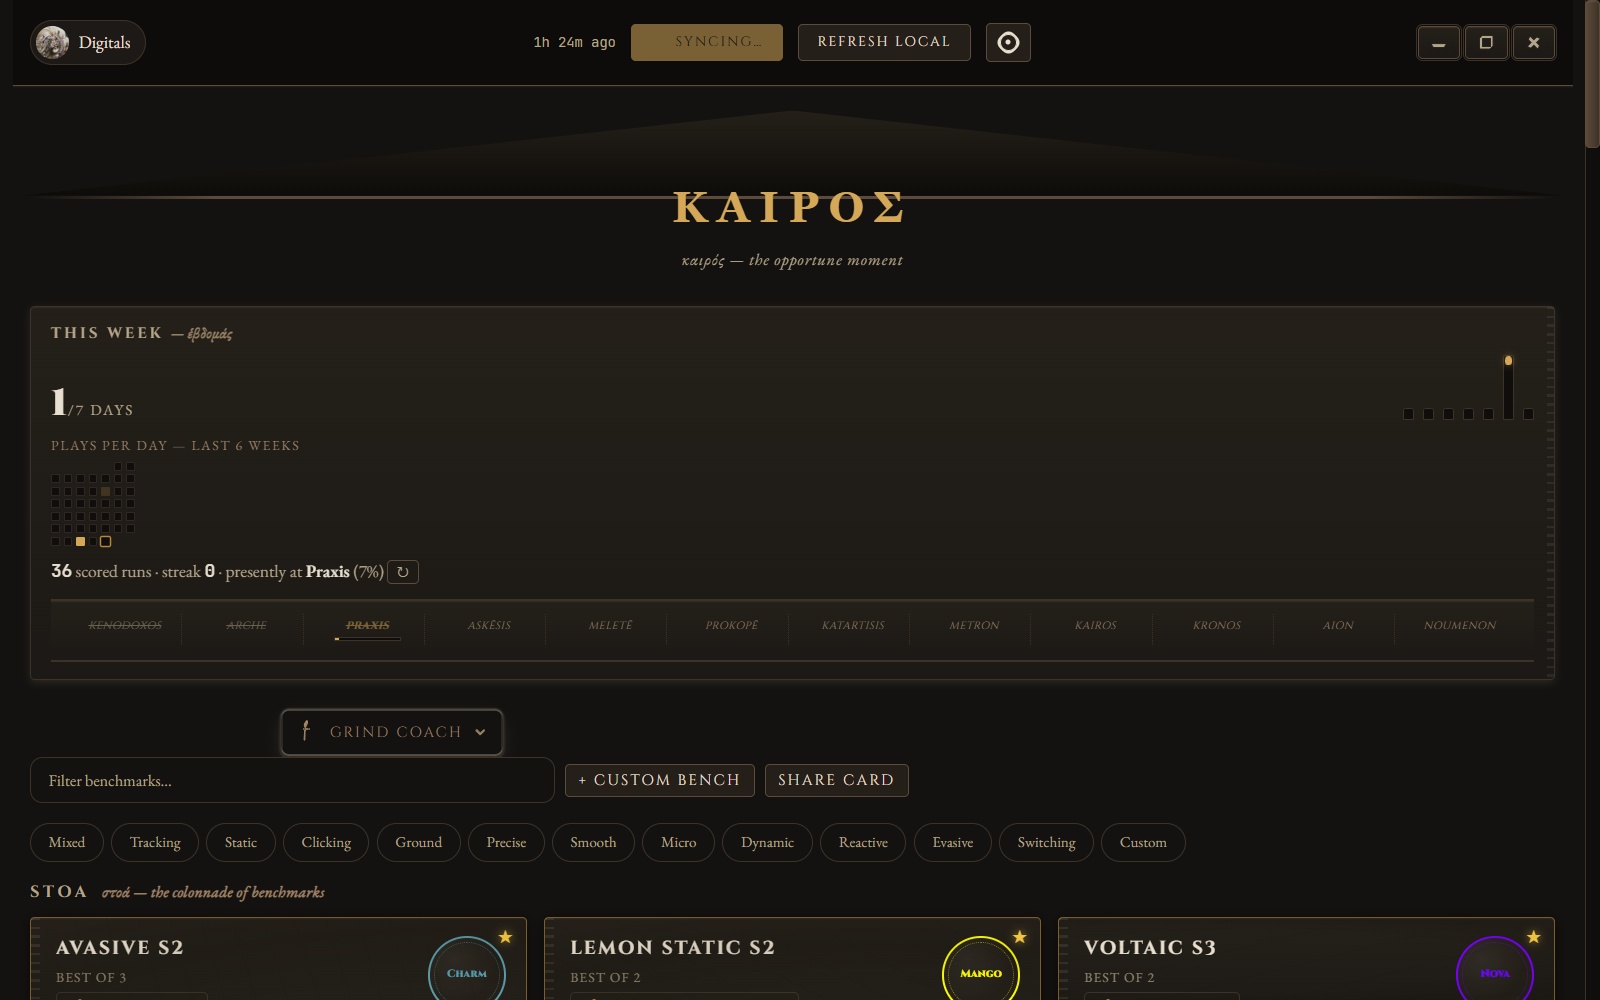 Digitals
1h 24m ago
SYNCING…
REFRESH LOCAL
ΚΑΙΡΟΣ
καιρός — the opportune moment
THIS WEEK — ἑβδομάς
1/7 DAYS
PLAYS PER DAY — LAST 6 WEEKS
36 scored runs · streak 0 · presently at Praxis (7%) ↻
KENODOXOS
ARCHE
PRAXIS
ASKĒSIS
MELETĒ
PROKOPĒ
KATARTISIS
METRON
KAIROS
KRONOS
AION
NOUMENON
GRIND COACH
Filter benchmarks…
+ CUSTOM BENCH
SHARE CARD
Mixed
Tracking
Static
Clicking
Ground
Precise
Smooth
Micro
Dynamic
Reactive
Evasive
Switching
Custom
STOA στοά — the colonnade of benchmarks
AVASIVE S2
BEST OF 3
CHARM
LEMON STATIC S2
BEST OF 2
MANGO
VOLTAIC S3
BEST OF 2
NOVA